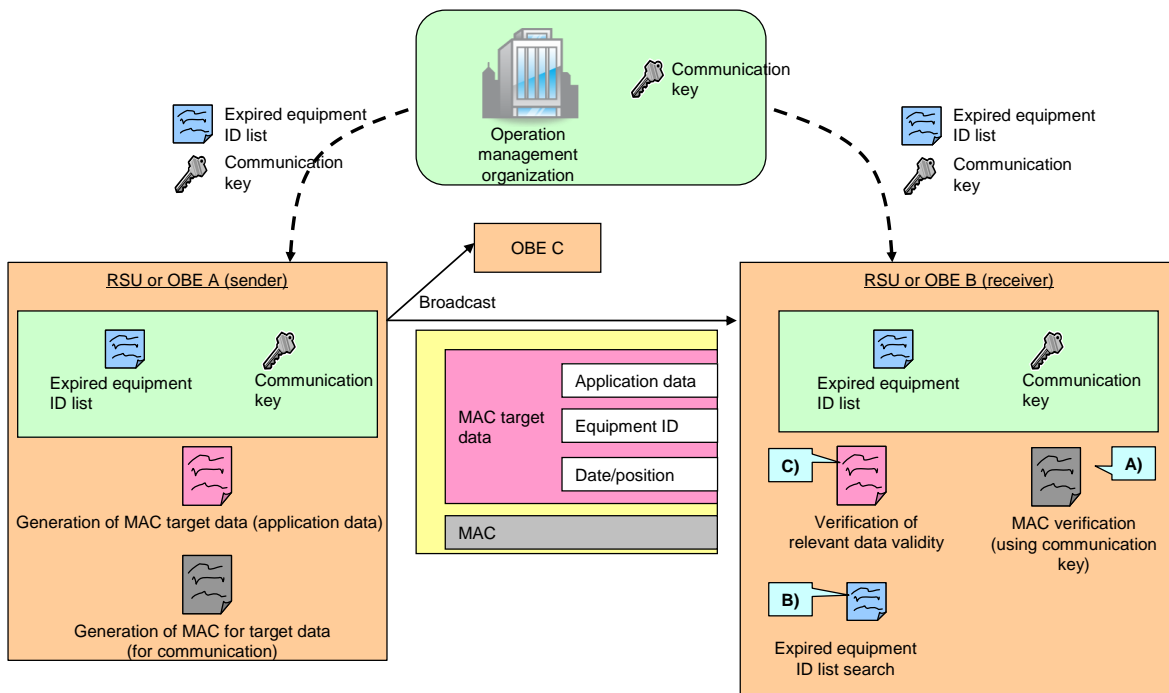 Communication
key
Operation
management
organization
Expired equipment
ID list
Communication
key
Expired equipment
ID list
Communication
key
OBE C
Broadcast
RSU or OBE A (sender)
Expired equipment
ID list
Communication
key
Generation of MAC target data (application data)
Generation of MAC for target data
(for communication)
MAC target
data
Application data
Equipment ID
Date/position
MAC
RSU or OBE B (receiver)
Expired equipment
ID list
Communication
key
C)
Verification of
relevant data validity
A)
MAC verification
(using communication
key)
B)
Expired equipment
ID list search